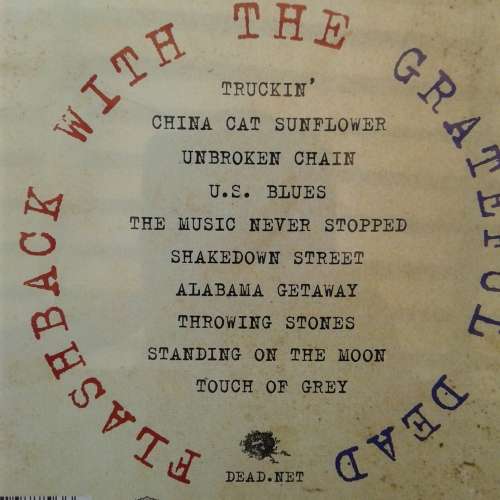 FLASHBACK WITH THE GRATEFUL DEAD
TRUCKIN'
CHINA CAT SUNFLOWER
UNBROKEN CHAIN
U.S. BLUES
THE MUSIC NEVER STOPPED
SHAKEDOWN STREET
ALABAMA GETAWAY
THROWING STONES
STANDING ON THE MOON
TOUCH OF GREY
DEAD.NET